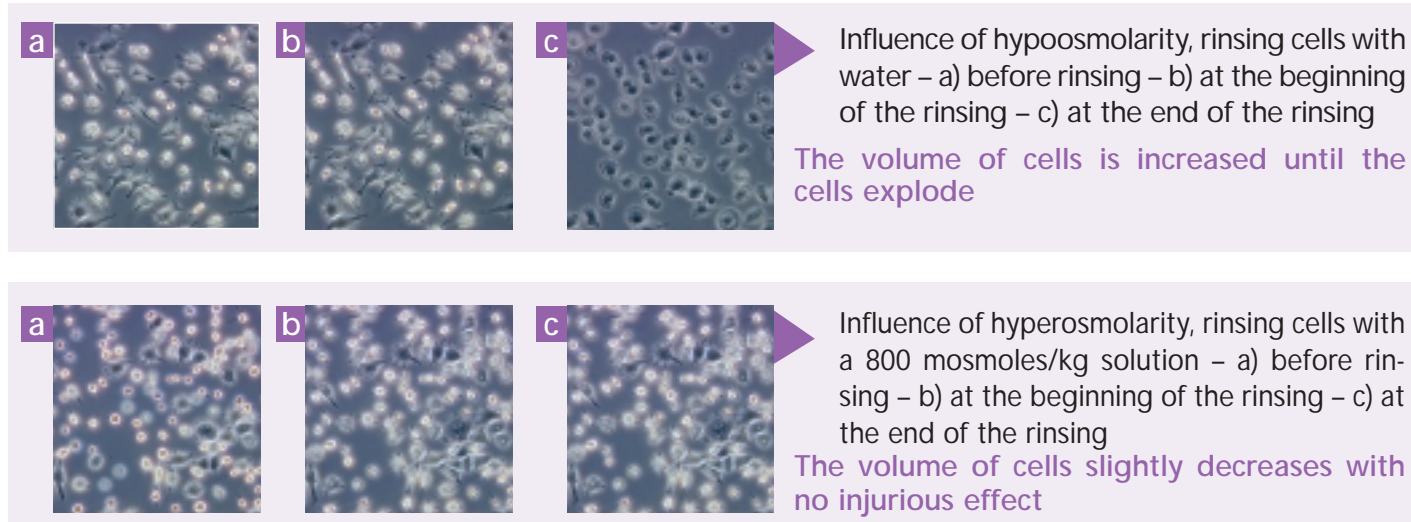 a
b
c
Influence of hypoosmolarity, rinsing cells with
water – a) before rinsing – b) at the beginning
of the rinsing – c) at the end of the rinsing
The volume of cells is increased until the
cells explode
a
b
c
Influence of hyperosmolarity, rinsing cells with
a 800 mosmoles/kg solution – a) before rin-
sing – b) at the beginning of the rinsing – c) at
the end of the rinsing
The volume of cells slightly decreases with
no injurious effect